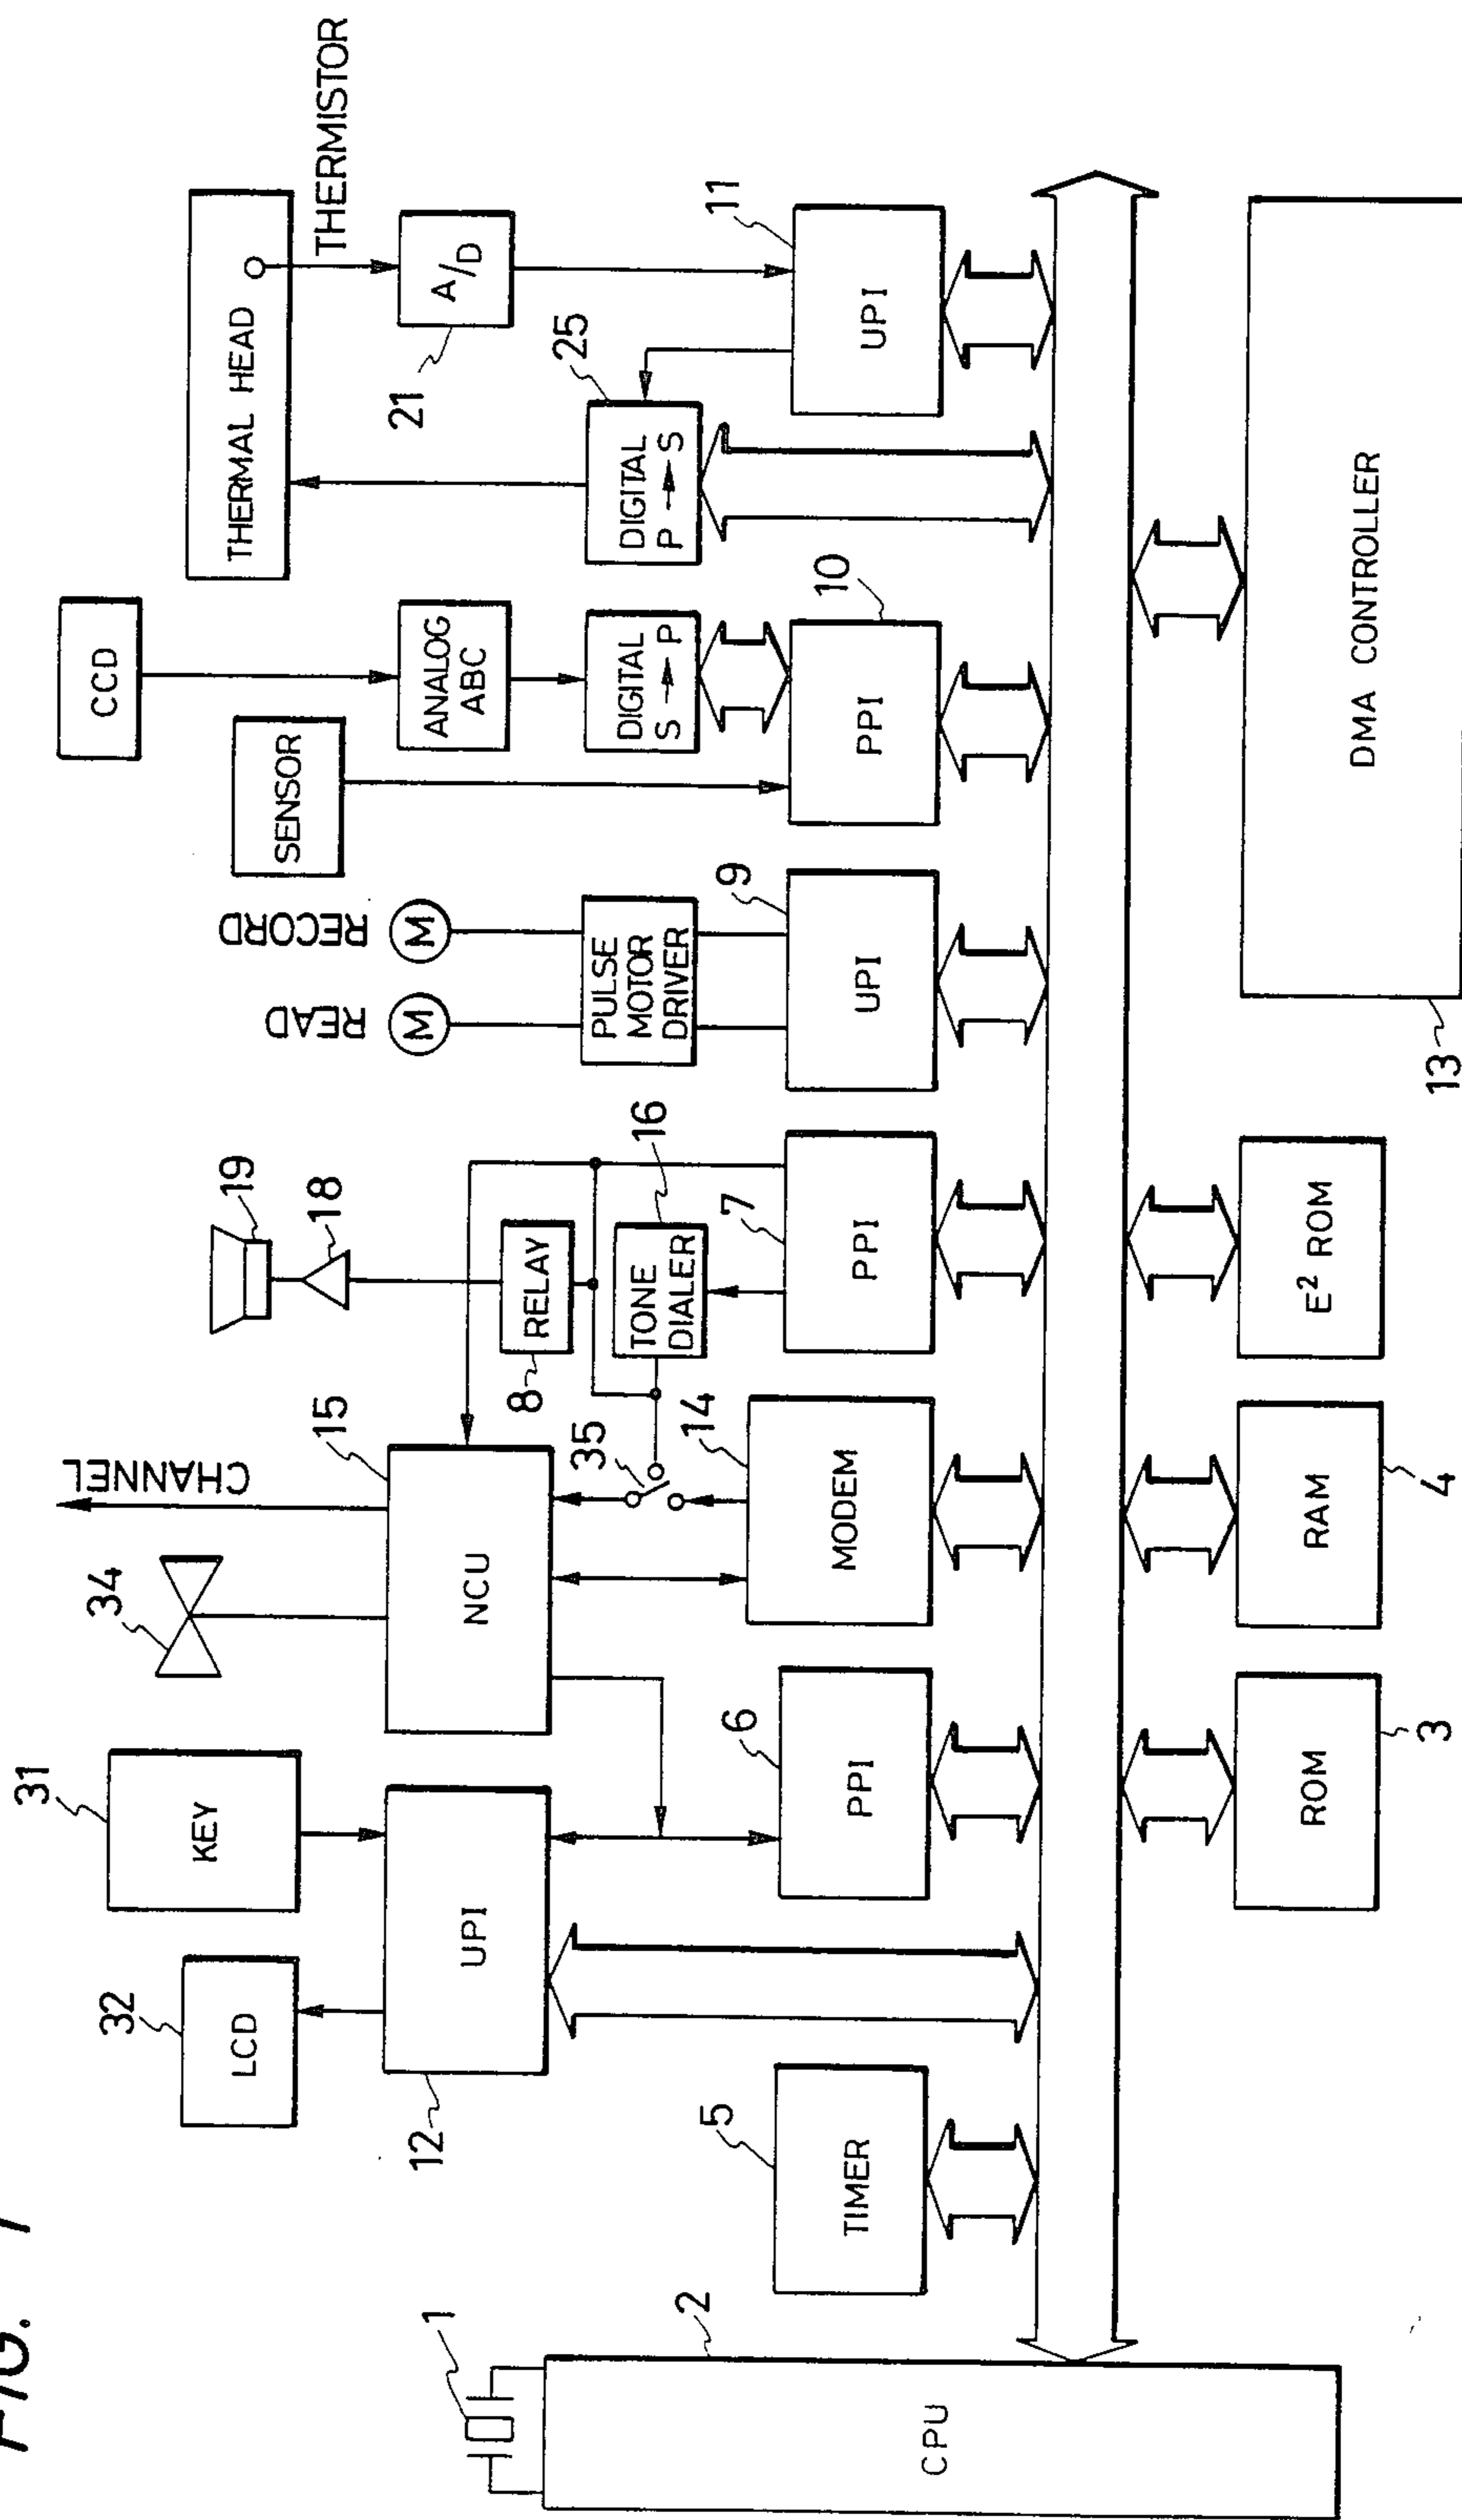 FIG. 1
CHANNEL
READ
RECORD
CCD
THERMAL HEAD
THERMISTOR
31
KEY
32
LCD
34
15
NCU
19
18
SENSOR
ANALOG
ABC
A/D
21
12
UPI
8
RELAY
35
16
TONE
DIALER
PULSE
MOTOR
DRIVER
M
M
DIGITAL
S → P
DIGITAL
P → S
25
1
2
CPU
5
TIMER
6
PPI
14
MODEM
7
PPI
9
UPI
10
PPI
11
UPI
ROM
3
RAM
4
E² ROM
DMA CONTROLLER
13